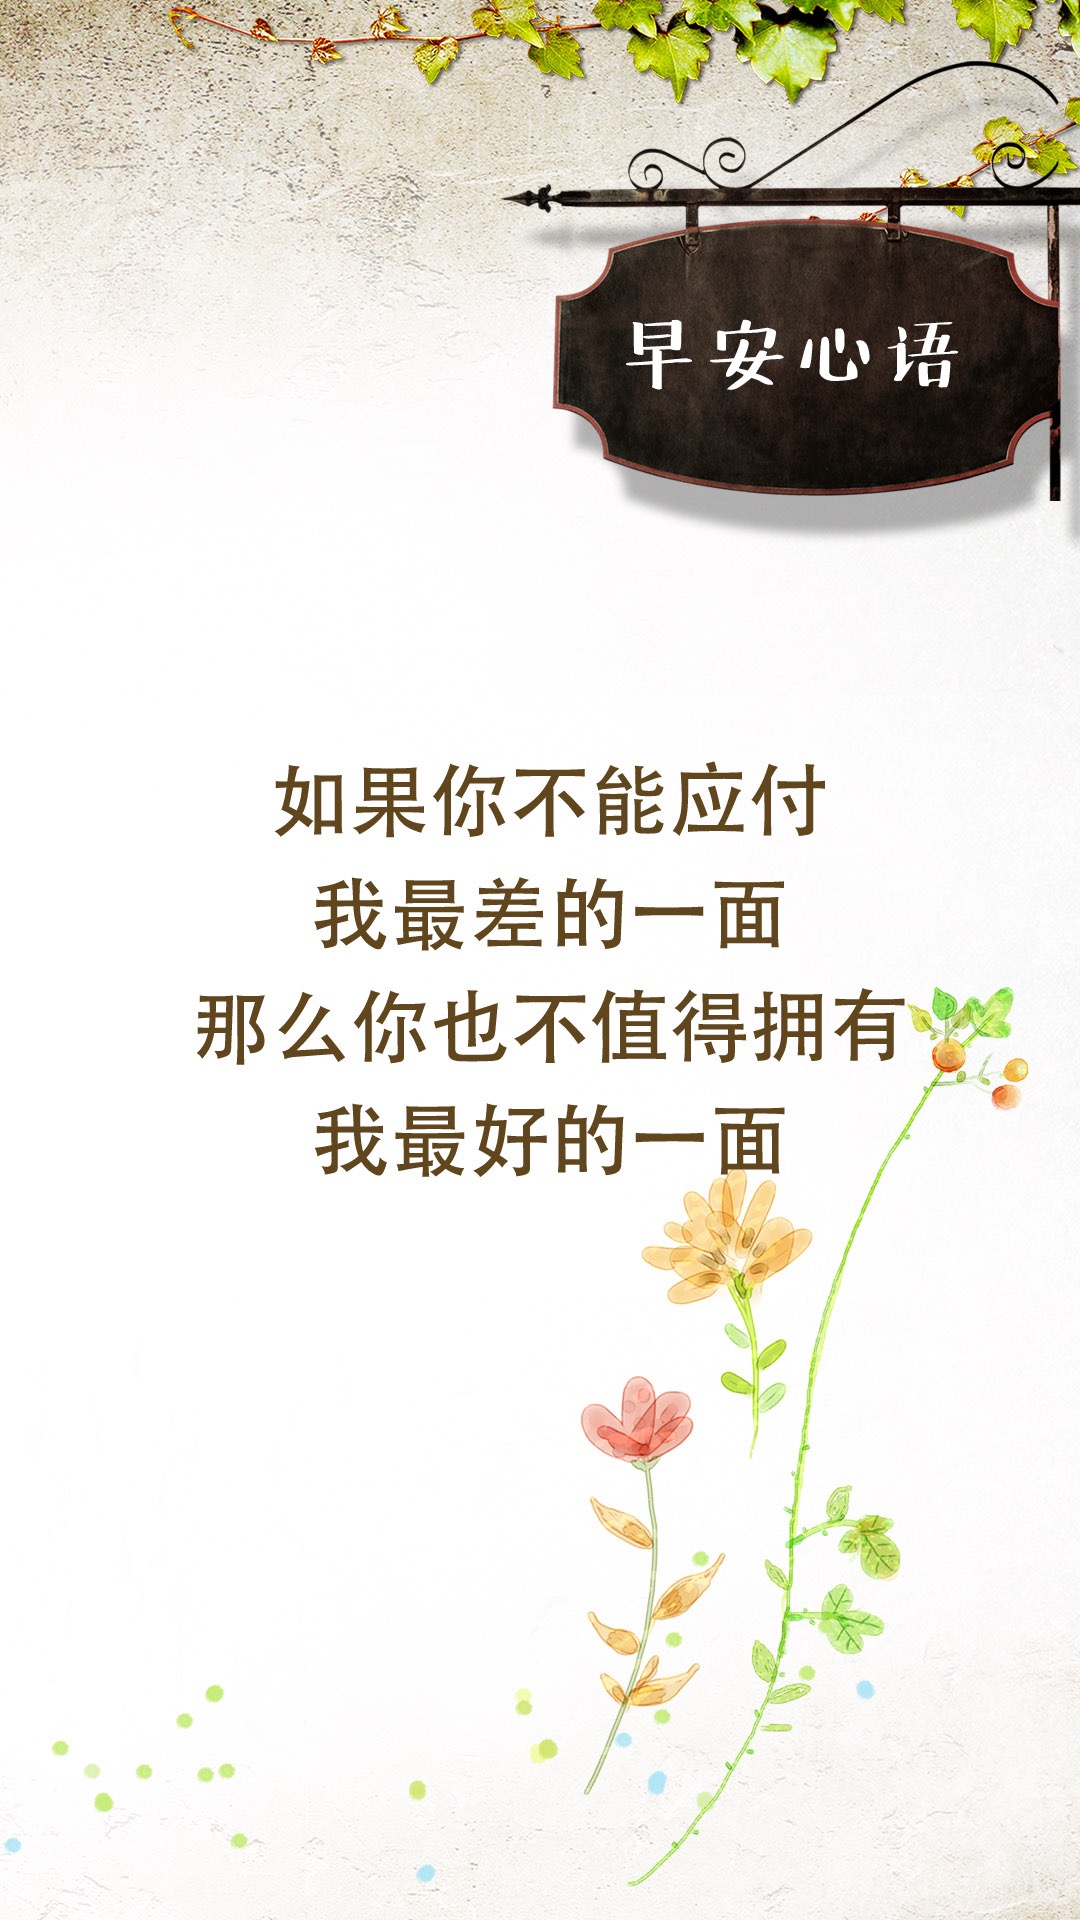 早安心语
如果你不能应付
我最差的一面
那么你也不值得拥有
我最好的一面